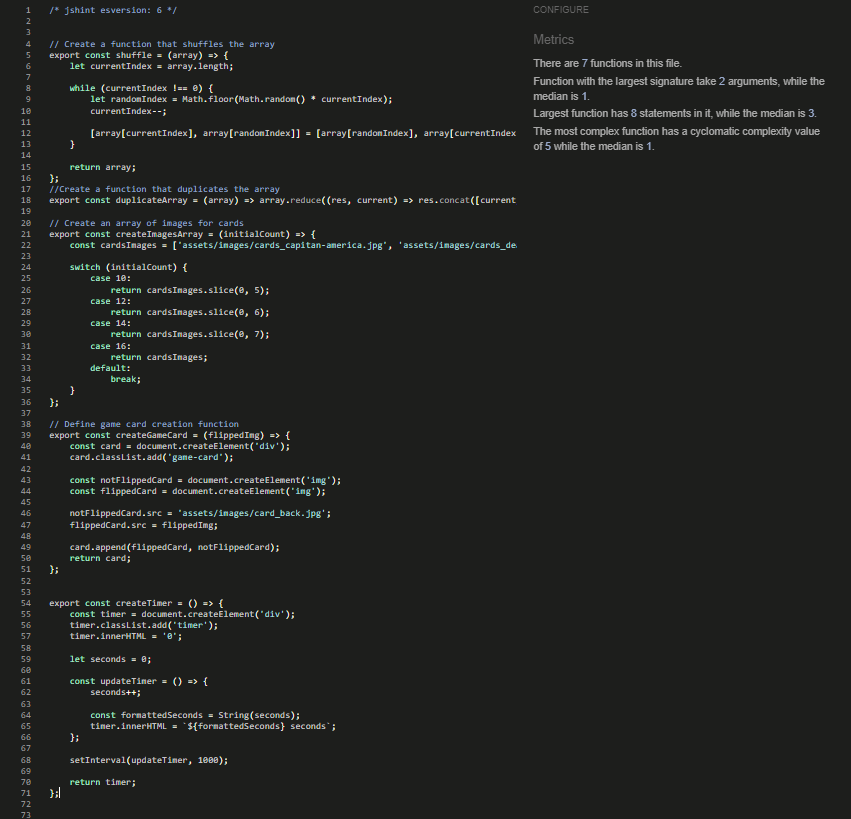 1 /* jshint esversion: 6 */
2
3
4 // Create a function that shuffles the array
5 export const shuffle = (array) => {
6 let currentIndex = array.length;
7
8 while (currentIndex !== 0) {
9 let randomIndex = Math.floor(Math.random() * currentIndex);
10 currentIndex--;
11
12 [array[currentIndex], array[randomIndex]] = [array[randomIndex], array[currentIndex
13 }
14
15 return array;
16 };
17 //Create a function that duplicates the array
18 export const duplicateArray = (array) => array.reduce((res, current) => res.concat([current
19
20 // Create an array of images for cards
21 export const createImagesArray = (initialCount) => {
22 const cardsImages = ['assets/images/cards_capitan-america.jpg', 'assets/images/cards_de
23
24 switch (initialCount) {
25 case 10:
26 return cardsImages.slice(0, 5);
27 case 12:
28 return cardsImages.slice(0, 6);
29 case 14:
30 return cardsImages.slice(0, 7);
31 case 16:
32 return cardsImages;
33 default:
34 break;
35 }
36 };
37
38 // Define game card creation function
39 export const createGameCard = (flippedImg) => {
40 const card = document.createElement('div');
41 card.classList.add('game-card');
42
43 const notFlippedCard = document.createElement('img');
44 const flippedCard = document.createElement('img');
45
46 notFlippedCard.src = 'assets/images/card_back.jpg';
47 flippedCard.src = flippedImg;
48
49 card.append(flippedCard, notFlippedCard);
50 return card;
51 };
52
53
54 export const createTimer = () => {
55 const timer = document.createElement('div');
56 timer.classList.add('timer');
57 timer.innerHTML = '0';
58
59 let seconds = 0;
60
61 const updateTimer = () => {
62 seconds++;
63
64 const formattedSeconds = String(seconds);
65 timer.innerHTML = `${formattedSeconds} seconds`;
66 };
67
68 setInterval(updateTimer, 1000);
69
70 return timer;
71 };
72
73
CONFIGURE
Metrics
There are 7 functions in this file.
Function with the largest signature take 2 arguments, while the
median is 1.
Largest function has 8 statements in it, while the median is 3.
The most complex function has a cyclomatic complexity value
of 5 while the median is 1.